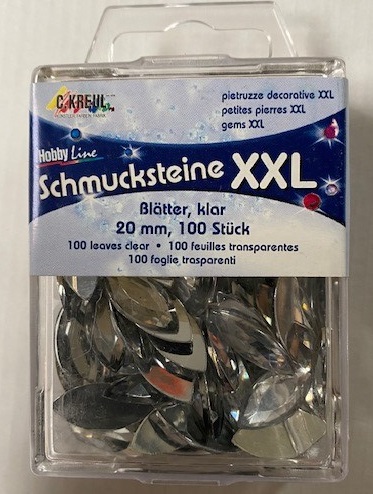 C.KREUL
pietruzze decorative XXL
petites pierres XXL
gems XXL
Hobby Line
Schmucksteine XXL
Blätter, klar
20 mm, 100 Stück
100 leaves clear • 100 feuilles transparentes
100 foglie trasparenti